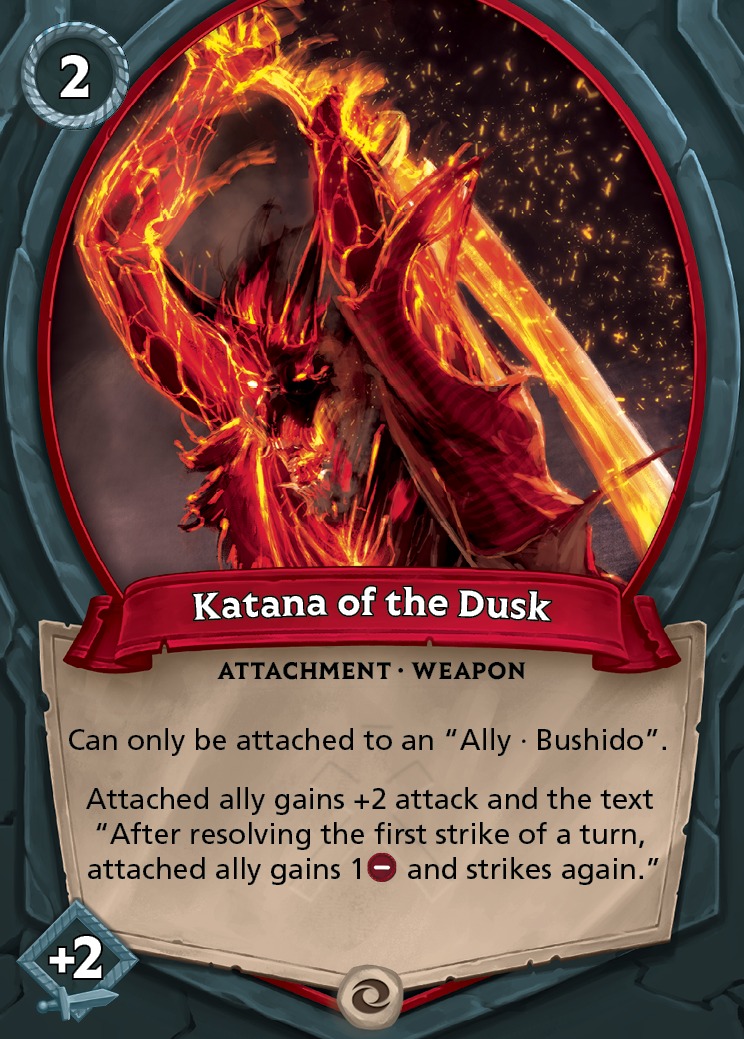 2
Katana of the Dusk
ATTACHMENT · WEAPON
Can only be attached to an “Ally · Bushido”.
Attached ally gains +2 attack and the text
“After resolving the first strike of a turn,
attached ally gains 1⊖ and strikes again.”
+2